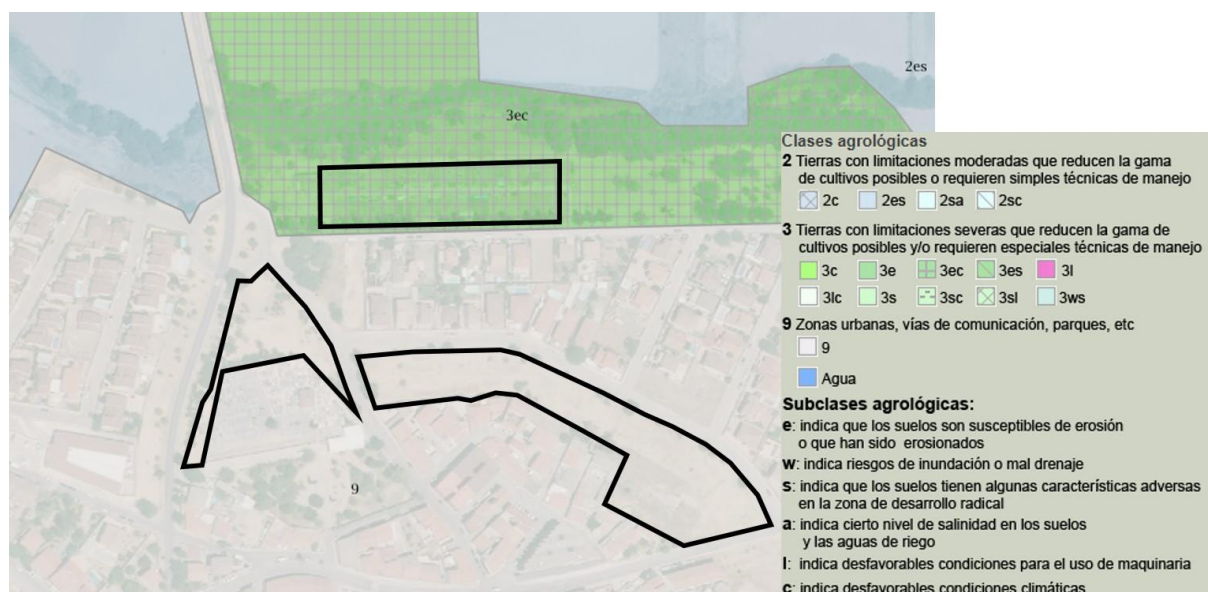 2es
3ec
9
Clases agrológicas
2 Tierras con limitaciones moderadas que reducen la gama
de cultivos posibles o requieren simples técnicas de manejo
2c 2es 2sa 2sc
3 Tierras con limitaciones severas que reducen la gama de
cultivos posibles y/o requieren especiales técnicas de manejo
3c 3e 3ec 3es 3l
3lc 3s 3sc 3sl 3ws
9 Zonas urbanas, vías de comunicación, parques, etc
9
Agua
Subclases agrológicas:
e: indica que los suelos son susceptibles de erosión
o que han sido erosionados
w: indica riesgos de inundación o mal drenaje
s: indica que los suelos tienen algunas características adversas
en la zona de desarrollo radical
a: indica cierto nivel de salinidad en los suelos
y las aguas de riego
l: indica desfavorables condiciones para el uso de maquinaria
c: indica desfavorables condiciones climáticas